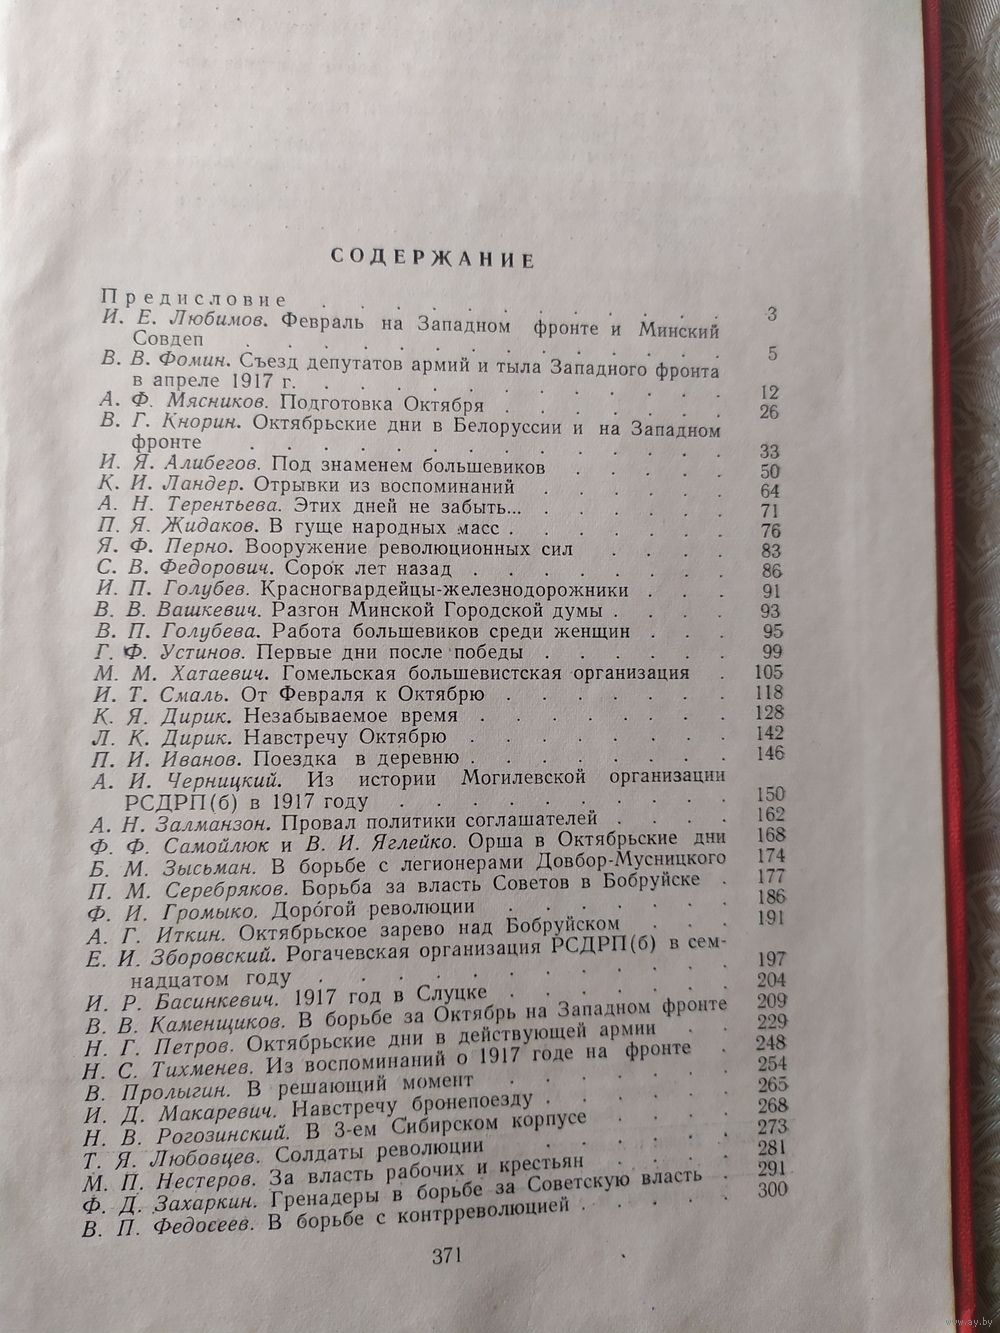 СОДЕРЖАНИЕ
Предисловие . . . . . . . . . . 3
И. Е. Любимов. Февраль на Западном фронте и Минский
Совдеп . . . . . . . . . . . . 5
В. В. Фомин. Съезд депутатов армий и тыла Западного фронта
в апреле 1917 г. . . . . . . . . . 12
А. Ф. Мясников. Подготовка Октября . . . . . . 26
В. Г. Кнорин. Октябрьские дни в Белоруссии и на Западном
фронте . . . . . . . . . . . . 33
И. Я. Алибегов. Под знаменем большевиков . . . . 50
К. И. Ландер. Отрывки из воспоминаний . . . . . 64
А. Н. Терентьева. Этих дней не забыть... . . . . . 71
П. Я. Жидаков. В гуще народных масс . . . . . . 76
Я. Ф. Перно. Вооружение революционных сил . . . . 83
С. В. Федорович. Сорок лет назад . . . . . . . 86
И. П. Голубев. Красногвардейцы-железнодорожники . . . 91
В. В. Вашкевич. Разгон Минской Городской думы . . . 93
В. П. Голубева. Работа большевиков среди женщин . . . 95
Г. Ф. Устинов. Первые дни после победы . . . . . 99
М. М. Хатаевич. Гомельская большевистская организация . 105
И. Т. Смаль. От Февраля к Октябрю . . . . . . 118
К. Я. Дирик. Незабываемое время . . . . . . . 128
Л. К. Дирик. Навстречу Октябрю . . . . . . . 142
П. И. Иванов. Поездка в деревню . . . . . . . 146
А. И. Черницкий. Из истории Могилевской организации
РСДРП(б) в 1917 году . . . . . . . . . 150
А. Н. Залманзон. Провал политики соглашателей . . . . 162
Ф. Ф. Самойлюк и В. И. Яглейко. Орша в Октябрьские дни 168
Б. М. Зысьман. В борьбе с легионерами Довбор-Мусницкого 174
П. М. Серебряков. Борьба за власть Советов в Бобруйске . 177
Ф. И. Громыко. Дорогой революции . . . . . . . 186
А. Г. Иткин. Октябрьское зарево над Бобруйском . . . 191
Е. И. Зборовский. Рогачевская организация РСДРП(б) в сем-
надцатом году . . . . . . . . . . 197
И. Р. Басинкевич. 1917 год в Слуцке . . . . . . 204
В. В. Каменщиков. В борьбе за Октябрь на Западном фронте 209
Н. Г. Петров. Октябрьские дни в действующей армии . . 229
Н. С. Тихменев. Из воспоминаний о 1917 годе на фронте . 248
В. Пролыгин. В решающий момент . . . . . . 254
И. Д. Макаревич. Навстречу бронепоезду . . . . . 265
Н. В. Рогозинский. В 3-ем Сибирском корпусе . . . . 268
Т. Я. Любовцев. Солдаты революции . . . . . . 273
М. П. Нестеров. За власть рабочих и крестьян . . . . 281
Ф. Д. Захаркин. Гренадеры в борьбе за Советскую власть . 291
В. П. Федосеев. В борьбе с контрреволюцией . . . . . 300
371
www.ay.by